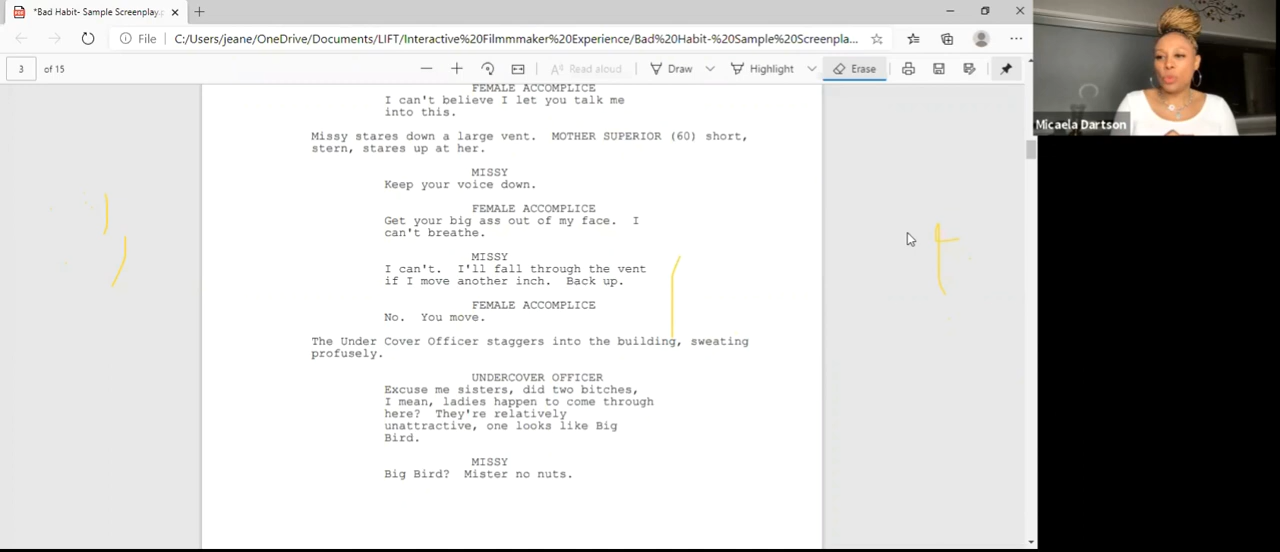 *Bad Habit- Sample Screenplay.p
File
C:/Users/jeane/OneDrive/Documents/LIFT/Interactive%20Filmmmaker%20Experience/Bad%20Habit-%20Sample%20Screenpla...
3 of 15
Read aloud
Draw
Highlight
Erase
Micaela Dartson
FEMALE ACCOMPLICE
I can't believe I let you talk me
into this.
Missy stares down a large vent. MOTHER SUPERIOR (60) short,
stern, stares up at her.
MISSY
Keep your voice down.
FEMALE ACCOMPLICE
Get your big ass out of my face. I
can't breathe.
MISSY
I can't. I'll fall through the vent
if I move another inch. Back up.
FEMALE ACCOMPLICE
No. You move.
The Under Cover Officer staggers into the building, sweating
profusely.
UNDERCOVER OFFICER
Excuse me sisters, did two bitches,
I mean, ladies happen to come through
here? They're relatively
unattractive, one looks like Big
Bird.
MISSY
Big Bird? Mister no nuts.